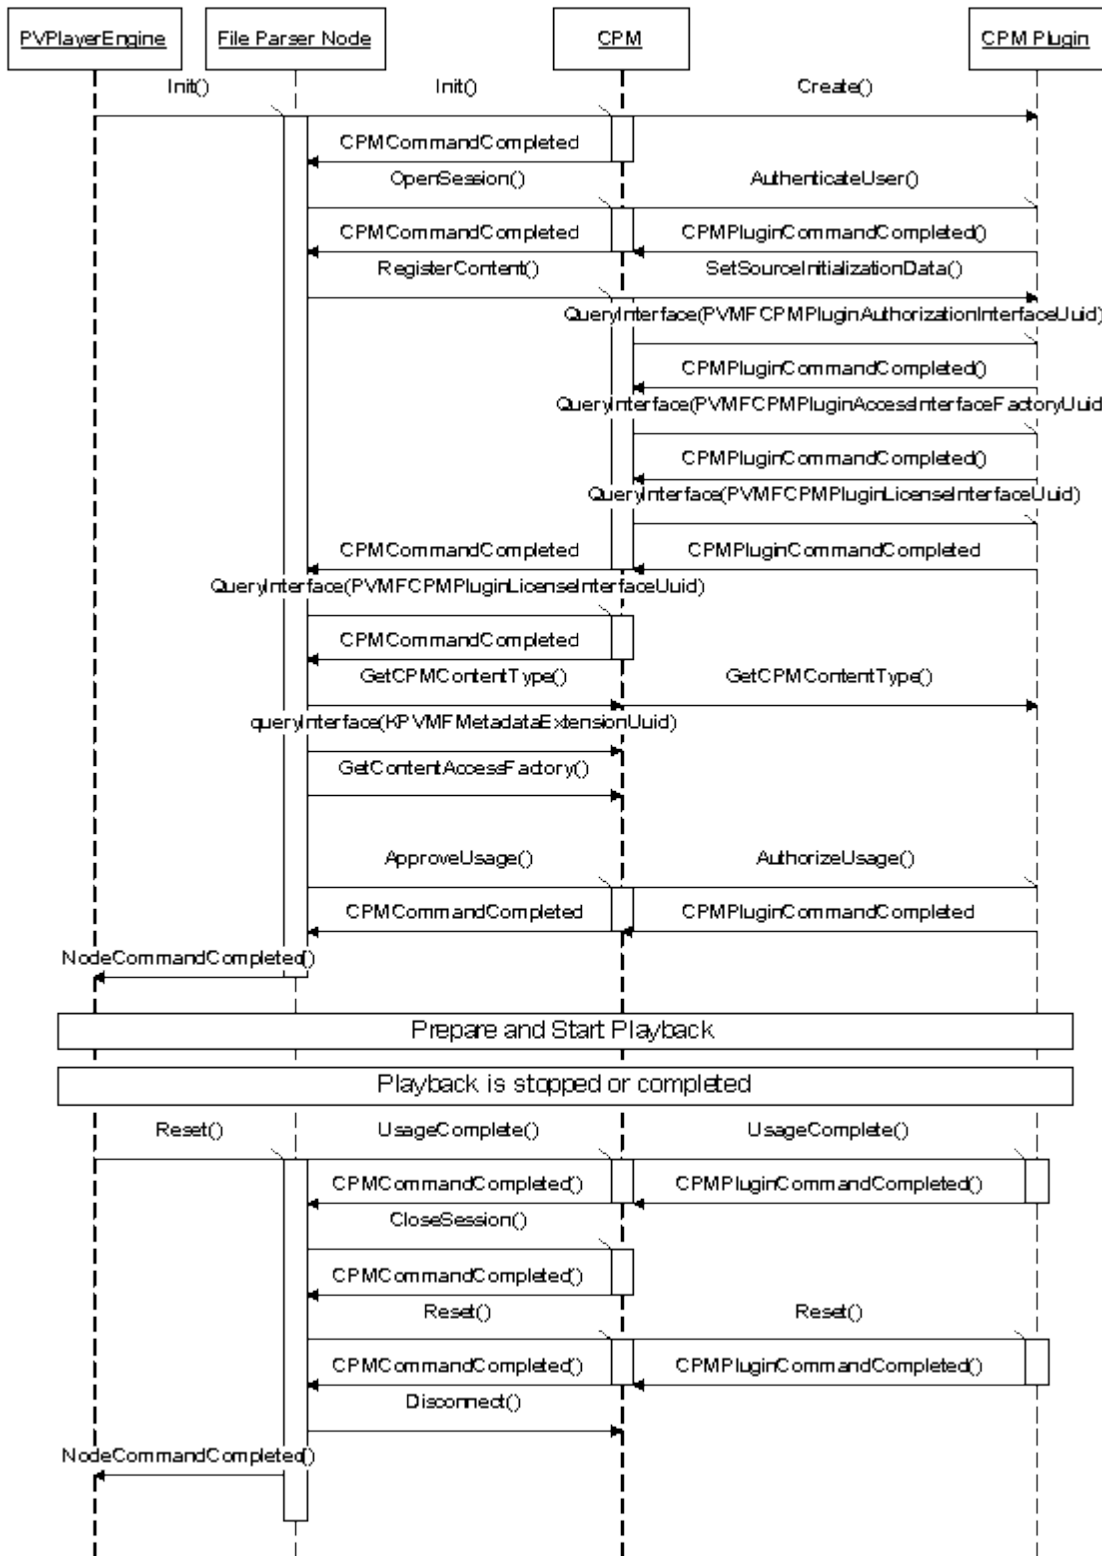 PVPlayerEngine
File Parser Node
CPM
CPM Plugin
Init()
Init()
Create()
CPMCommandCompleted
OpenSession()
AuthenticateUser()
CPMCommandCompleted
CPMPluginCommandCompleted()
RegisterContent()
SetSourceInitializationData()
QueryInterface(PVMFCPMPluginAuthorizationInterfaceUuid)
CPMPluginCommandCompleted()
QueryInterface(PVMFCPMPluginAccessInterfaceFactoryUuid
CPMPluginCommandCompleted()
QueryInterface(PVMFCPMPluginLicenseInterfaceUuid)
CPMCommandCompleted
CPMPluginCommandCompleted
QueryInterface(PVMFCPMPluginLicenseInterfaceUuid)
CPMCommandCompleted
GetCPMContentType()
GetCPMContentType()
queryInterface(KPVMFMetadataExtensionUuid)
GetContentAccessFactory()
ApproveUsage()
AuthorizeUsage()
CPMCommandCompleted
CPMPluginCommandCompleted
NodeCommandCompleted()
Prepare and Start Playback
Playback is stopped or completed
Reset()
UsageComplete()
UsageComplete()
CPMCommandCompleted()
CPMPluginCommandCompleted()
CloseSession()
CPMCommandCompleted()
Reset()
Reset()
CPMCommandCompleted()
CPMPluginCommandCompleted()
Disconnect()
NodeCommandCompleted()